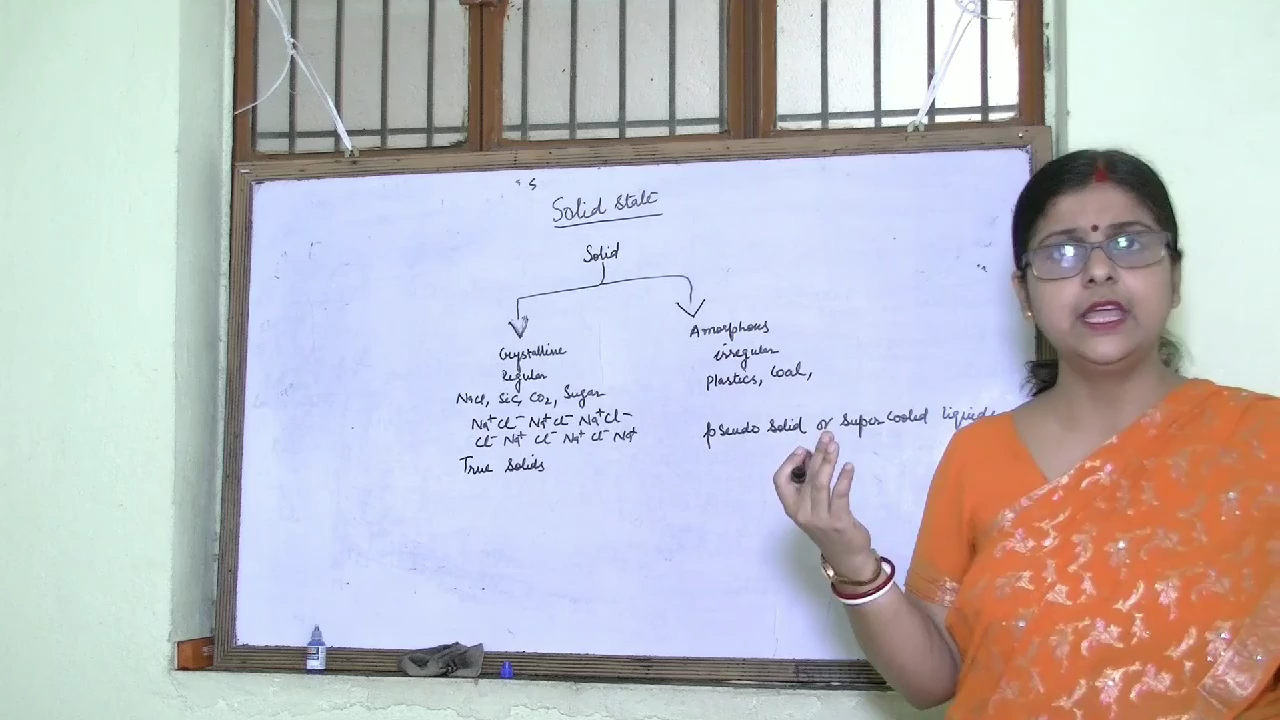 Solid state
Solid
Crystalline
regular
NaCl, SiC, CO2, Sugar
Na+Cl- Na+Cl- Na+Cl-
Cl- Na+ Cl- Na+ Cl- Na+
True Solids
Amorphous
irregular
plastics, Coal,
pseudo solid or super cooled liquids